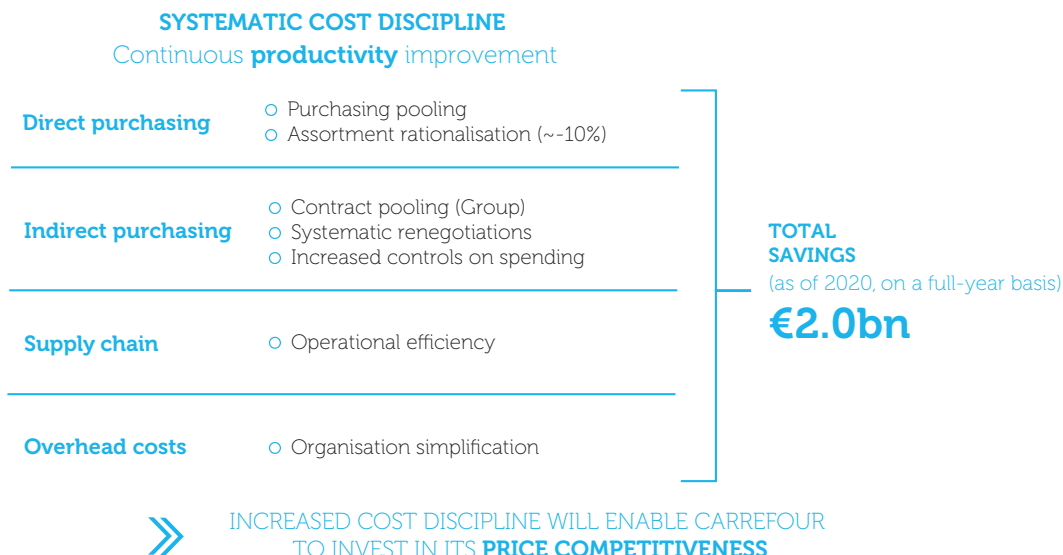 SYSTEMATIC COST DISCIPLINE
Continuous productivity improvement
Direct purchasing
Purchasing pooling
Assortment rationalisation (~-10%)
Indirect purchasing
Contract pooling (Group)
Systematic renegotiations
Increased controls on spending
Supply chain
Operational efficiency
Overhead costs
Organisation simplification
TOTAL
SAVINGS
(as of 2020, on a full-year basis)
€2.0bn
INCREASED COST DISCIPLINE WILL ENABLE CARREFOUR
TO INVEST IN ITS PRICE COMPETITIVENESS